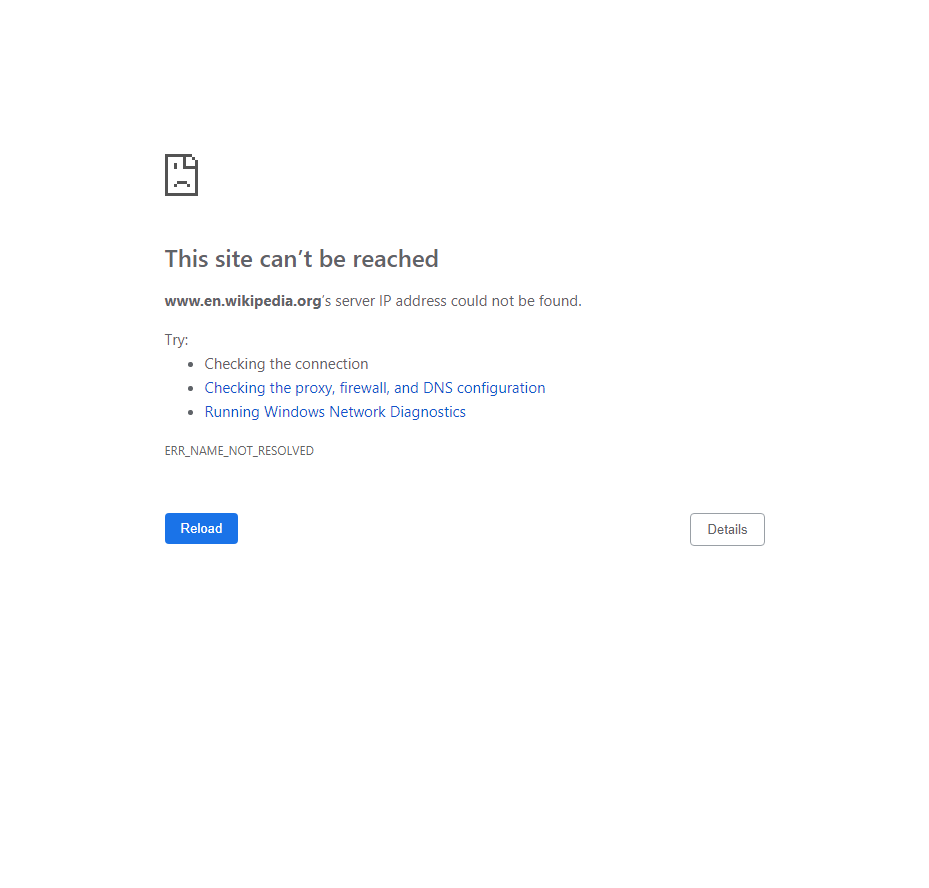 This site can’t be reached
www.en.wikipedia.org’s server IP address could not be found.
Try:
Checking the connection
Checking the proxy, firewall, and DNS configuration
Running Windows Network Diagnostics
ERR_NAME_NOT_RESOLVED
Reload
Details